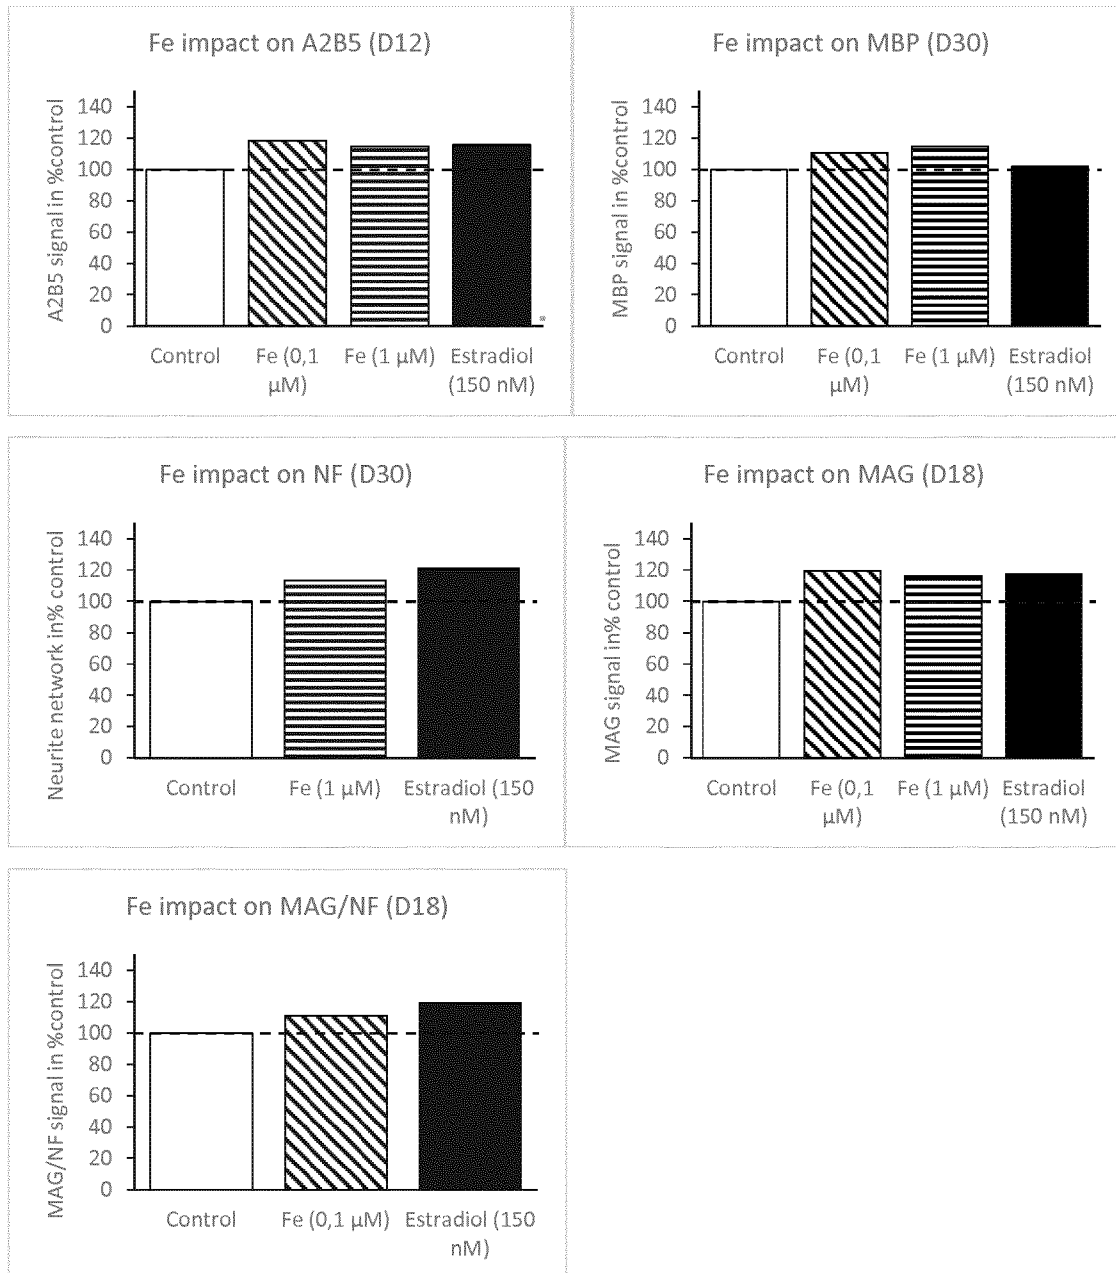 Fe impact on A2B5 (D12)
A2B5 signal in %control
140
120
100
80
60
40
20
0
Control
Fe (0,1
μM)
Fe (1 μM)
Estradiol
(150 nM)
Fe impact on MBP (D30)
MBP signal in %control
140
120
100
80
60
40
20
0
Control
Fe (0,1
μM)
Fe (1 μM)
Estradiol
(150 nM)
Fe impact on NF (D30)
Neurite network in% control
140
120
100
80
60
40
20
0
Control
Fe (1 μM)
Estradiol (150
nM)
Fe impact on MAG (D18)
MAG signal in% control
140
120
100
80
60
40
20
0
Control
Fe (0,1
μM)
Fe (1 μM)
Estradiol
(150 nM)
Fe impact on MAG/NF (D18)
MAG/NF signal in %control
140
120
100
80
60
40
20
0
Control
Fe (0,1 μM)
Estradiol (150
nM)